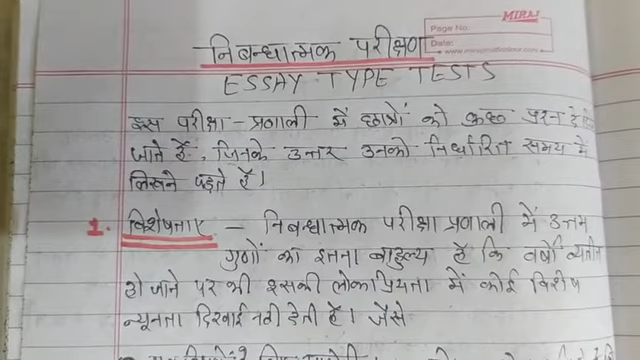 MIRAJ
Page No.
Date:
निबन्धात्मक परीक्षण
ESSAY TYPE TESTS
इस परीक्षा - प्रणाली में छात्रों को कुछ प्रश्न दे दिये
जाते हैं, जिनके उत्तर उनको निर्धारित समय में
लिखने पड़ते हैं।
1. विशेषताएं - निबन्धात्मक परीक्षा प्रणाली में उत्तम
गुणों का इतना बाहुल्य है कि वर्षों व्यतीत
हो जाने पर भी इसकी लोकप्रियता में कोई विशेष
न्यूनता दिखाई नही देती है। जैसे